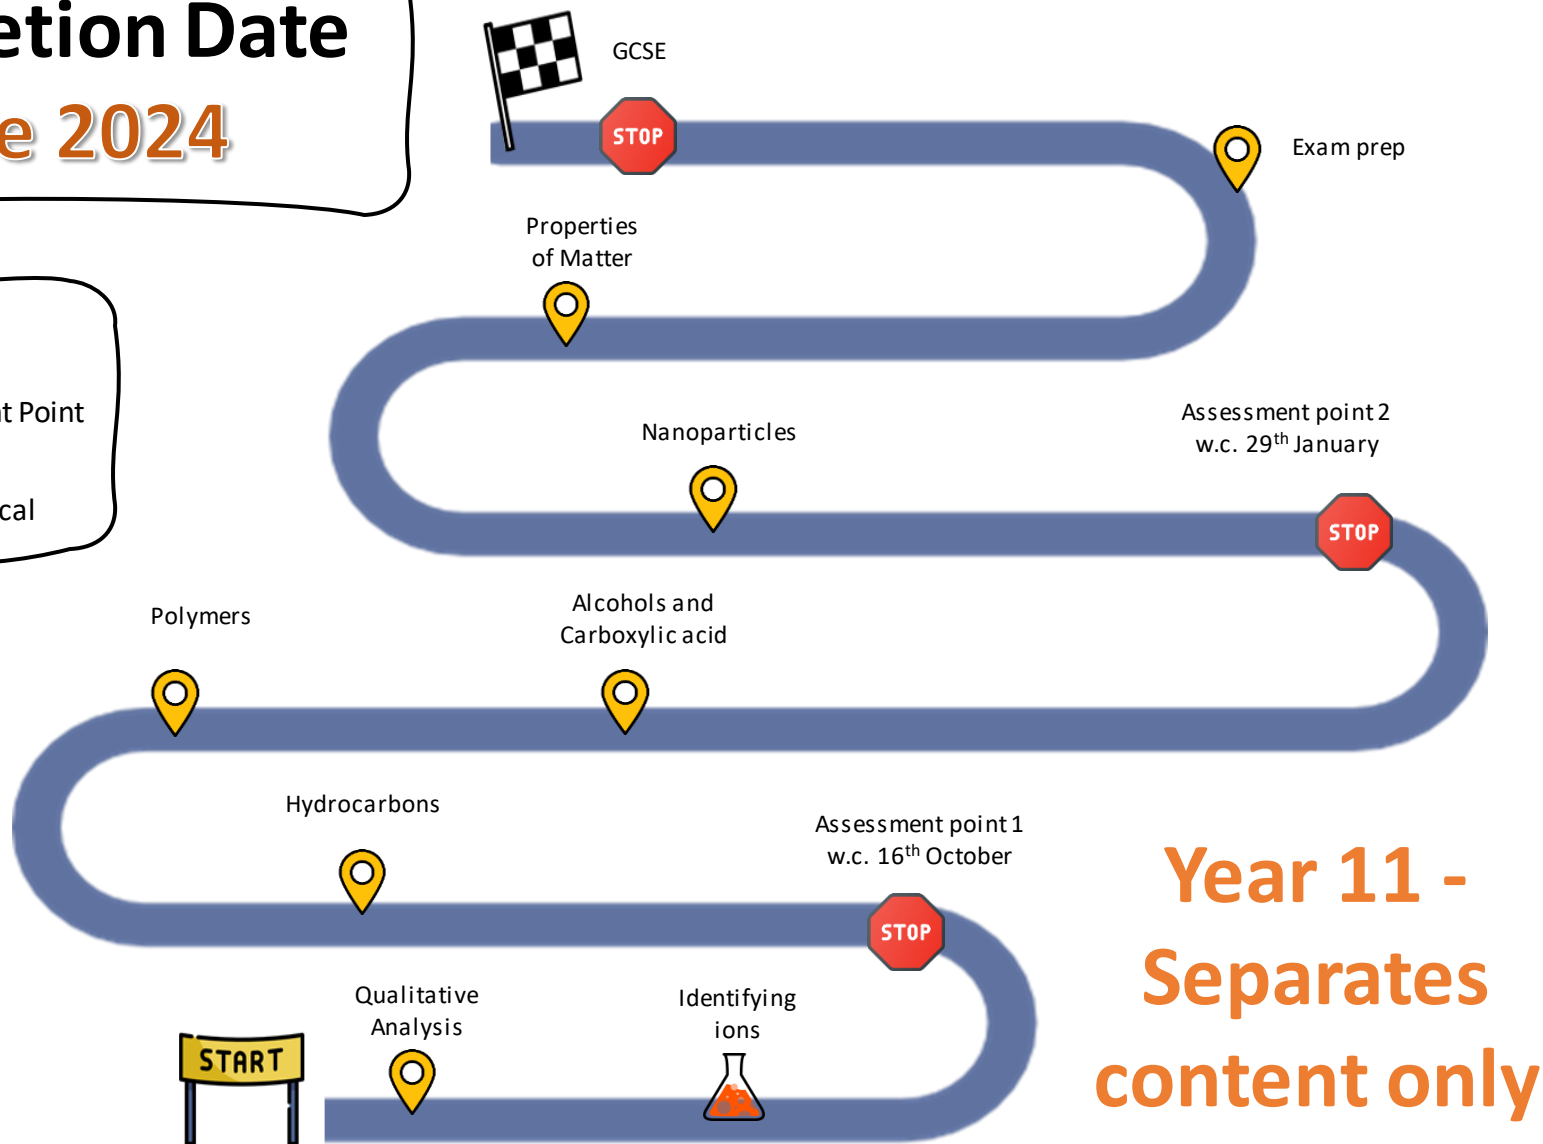 etion Date
e 2024
GCSE
STOP
Exam prep
Properties
of Matter
t Point
cal
Nanoparticles
Assessment point 2
w.c. 29th January
STOP
Polymers
Alcohols and
Carboxylic acid
Hydrocarbons
Assessment point 1
w.c. 16th October
STOP
Year 11 -
Separates
content only
Qualitative
Analysis
Identifying
ions
START